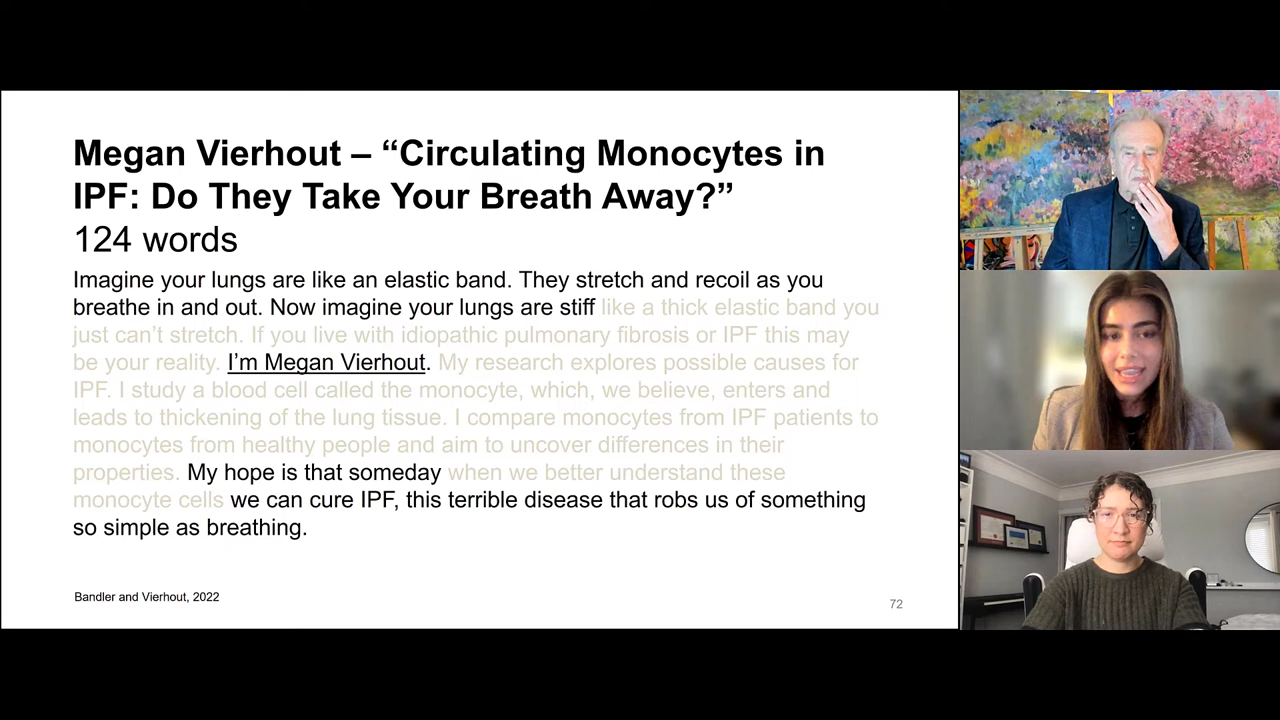 Megan Vierhout – “Circulating Monocytes in
IPF: Do They Take Your Breath Away?”
124 words
Imagine your lungs are like an elastic band. They stretch and recoil as you
breathe in and out. Now imagine your lungs are stiff like a thick elastic band you
just can’t stretch. If you live with idiopathic pulmonary fibrosis or IPF this may
be your reality. I’m Megan Vierhout. My research explores possible causes for
IPF. I study a blood cell called the monocyte, which, we believe, enters and
leads to thickening of the lung tissue. I compare monocytes from IPF patients to
monocytes from healthy people and aim to uncover differences in their
properties. My hope is that someday when we better understand these
monocyte cells we can cure IPF, this terrible disease that robs us of something
so simple as breathing.
Bandler and Vierhout, 2022
72